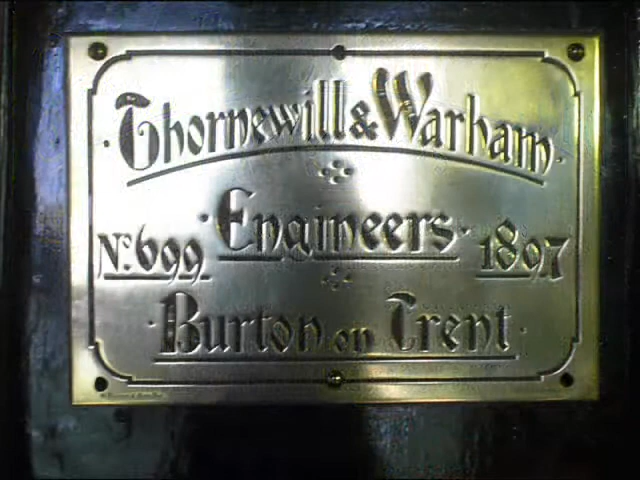 Thornewill & Warham
Engineers
No. 699 1897
Burton on Trent